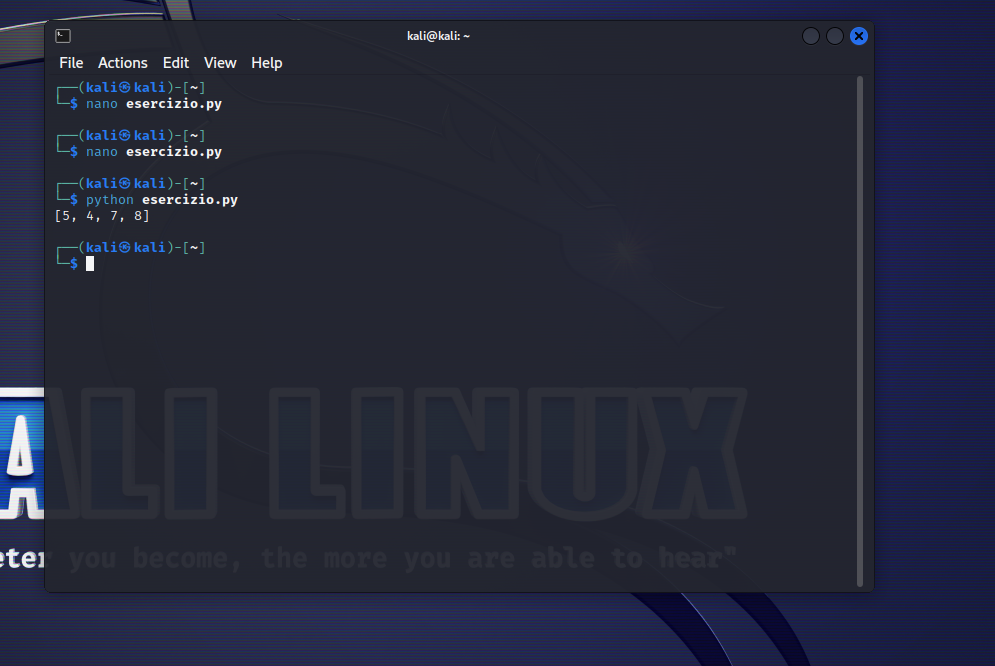 kali@kali: ~
File Actions Edit View Help
┌──(kali㉿kali)-[~]
└─$ nano esercizio.py
┌──(kali㉿kali)-[~]
└─$ nano esercizio.py
┌──(kali㉿kali)-[~]
└─$ python esercizio.py
[5, 4, 7, 8]
┌──(kali㉿kali)-[~]
└─$
ALI LINUX
you become, the more you are able to hear"